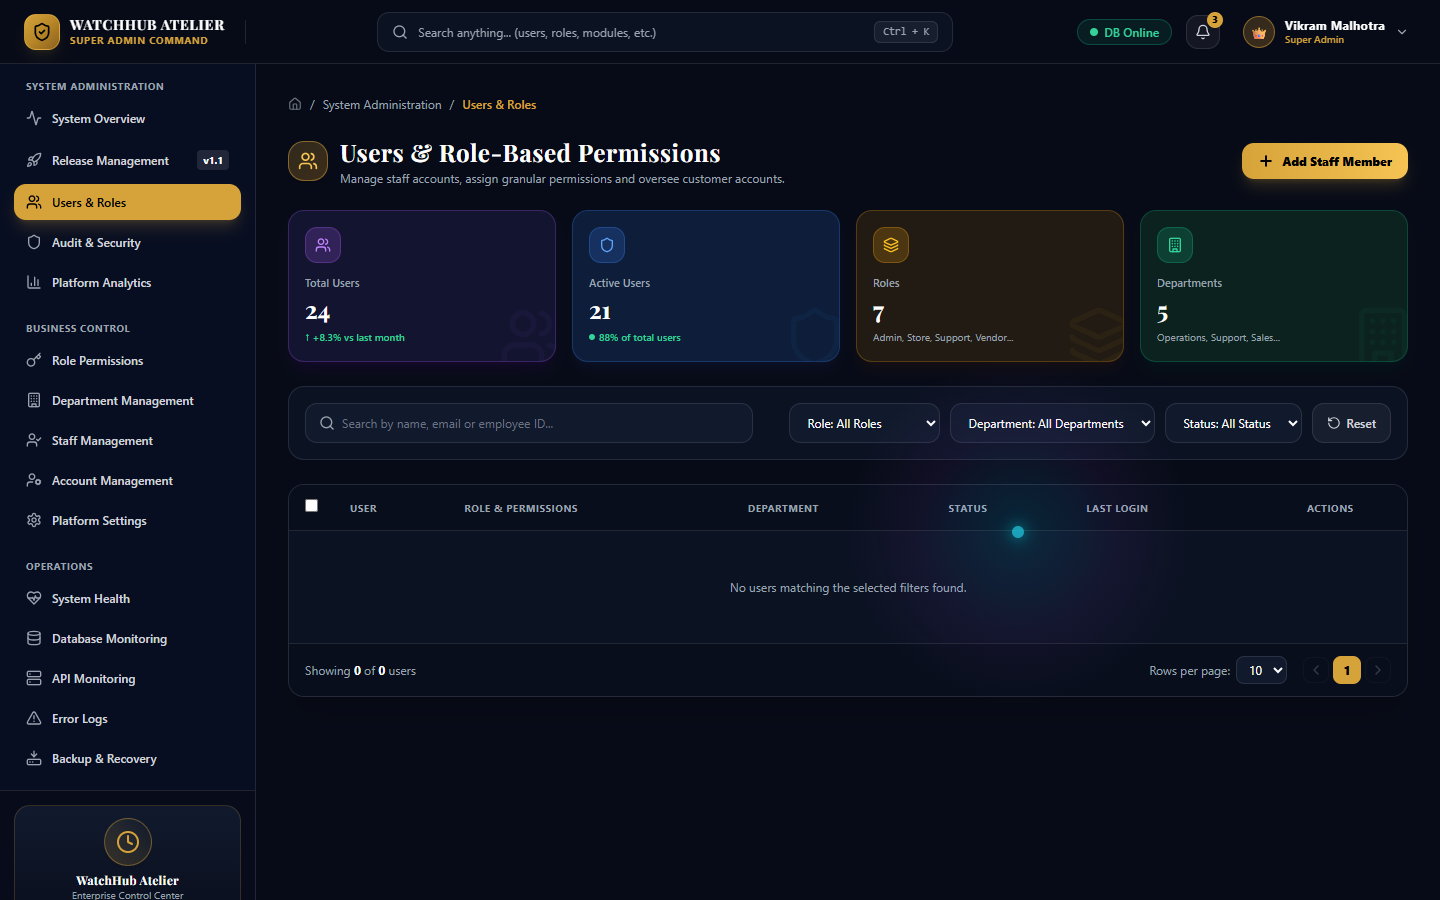 WATCHHUB ATELIER
SUPER ADMIN COMMAND
Search anything... (users, roles, modules, etc.)
Ctrl + K
DB Online
3
Vikram Malhotra
Super Admin
SYSTEM ADMINISTRATION
System Overview
Release Management
v1.1
Users & Roles
Audit & Security
Platform Analytics
BUSINESS CONTROL
Role Permissions
Department Management
Staff Management
Account Management
Platform Settings
OPERATIONS
System Health
Database Monitoring
API Monitoring
Error Logs
Backup & Recovery
WatchHub Atelier
Enterprise Control Center
/ System Administration / Users & Roles
Users & Role-Based Permissions
Manage staff accounts, assign granular permissions and oversee customer accounts.
+ Add Staff Member
Total Users
24
↑ +8.3% vs last month
Active Users
21
88% of total users
Roles
7
Admin, Store, Support, Vendor...
Departments
5
Operations, Support, Sales...
Search by name, email or employee ID...
Role: All Roles
Department: All Departments
Status: All Status
Reset
USER ROLE & PERMISSIONS DEPARTMENT STATUS LAST LOGIN ACTIONS
No users matching the selected filters found.
Showing 0 of 0 users
Rows per page: 10
1